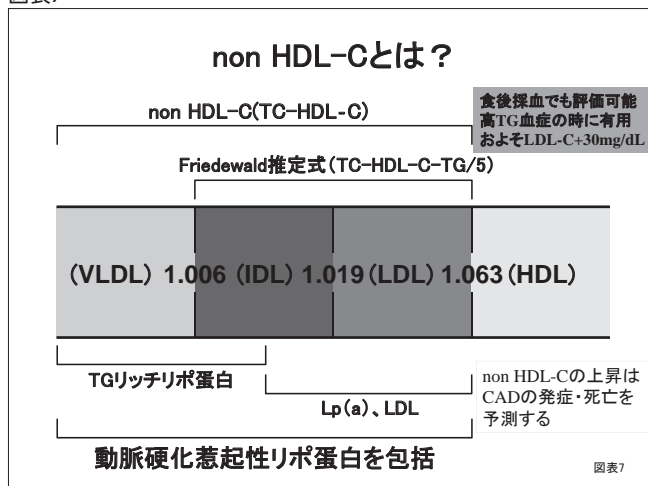 図表7
non HDL-Cとは？
non HDL-C(TC-HDL-C)
食後採血でも評価可能
高TG血症の時に有用
およそLDL-C+30mg/dL
Friedewald推定式(TC-HDL-C-TG/5)
(VLDL) 1.006 (IDL) 1.019 (LDL) 1.063 (HDL)
TGリッチリポ蛋白
Lp(a)、LDL
non HDL-Cの上昇は
CADの発症・死亡を
予測する
動脈硬化惹起性リポ蛋白を包括
図表7